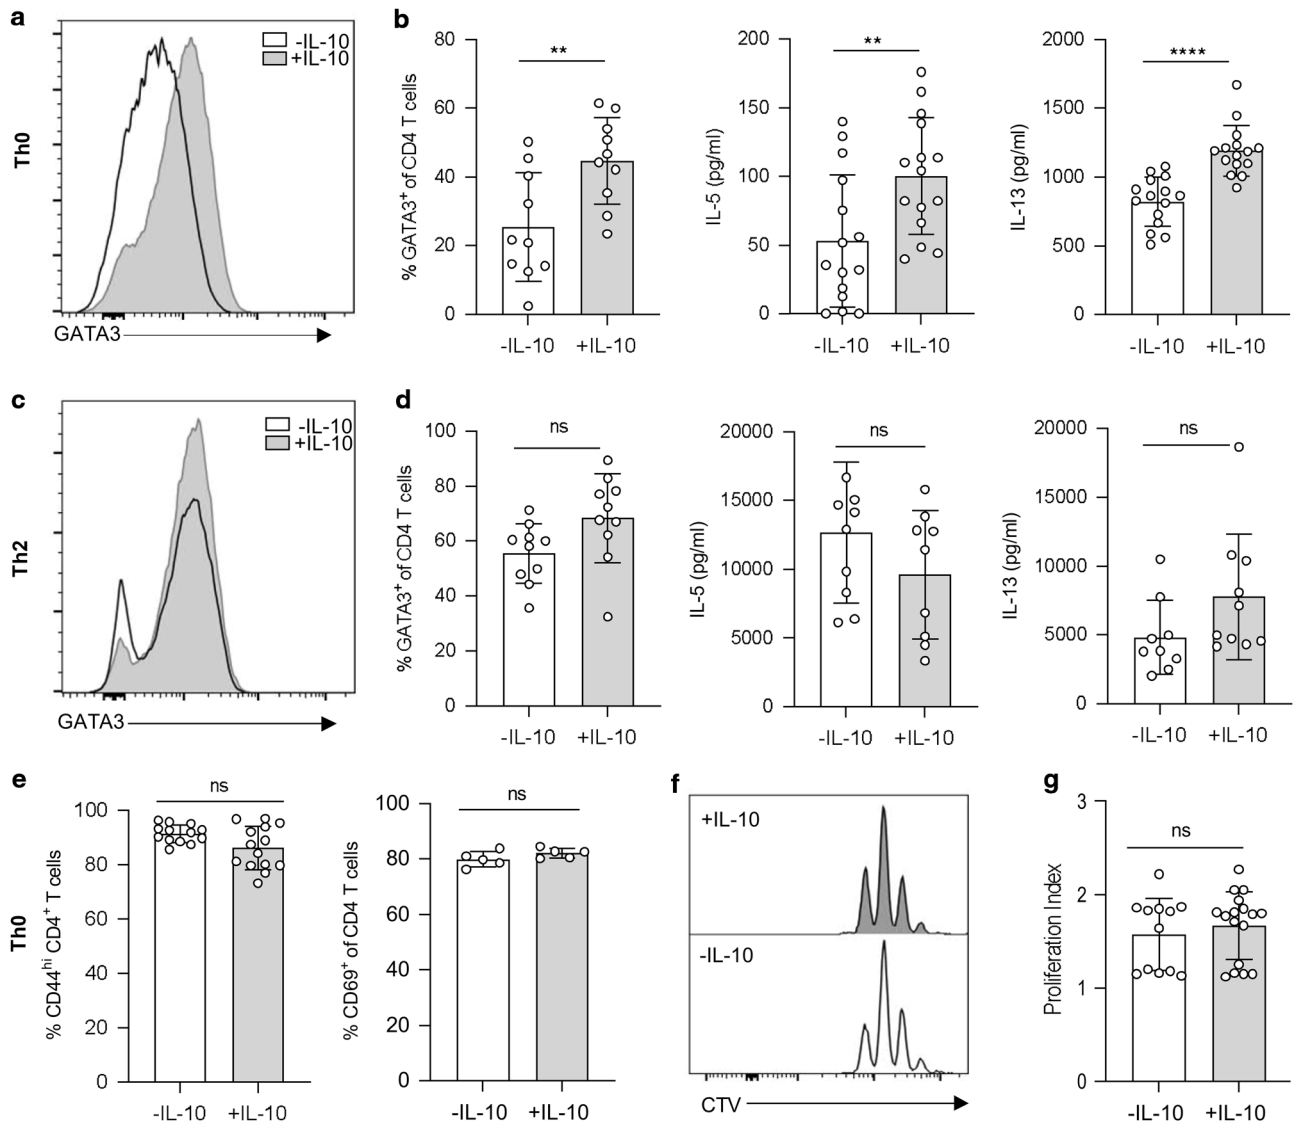 a
-IL-10
+IL-10
Th0
GATA3
b
80
60
40
20
0
% GATA3⁺ of CD4 T cells
**
-IL-10 +IL-10
200
150
100
50
0
IL-5 (pg/ml)
**
-IL-10 +IL-10
2000
1500
1000
500
0
IL-13 (pg/ml)
****
-IL-10 +IL-10
c
-IL-10
+IL-10
Th2
GATA3
d
100
80
60
40
20
0
% GATA3⁺ of CD4 T cells
ns
-IL-10 +IL-10
20000
15000
10000
5000
0
IL-5 (pg/ml)
ns
-IL-10 +IL-10
20000
15000
10000
5000
0
IL-13 (pg/ml)
ns
-IL-10 +IL-10
e
Th0
100
80
60
40
20
0
% CD44ʰⁱ CD4⁺ T cells
ns
-IL-10 +IL-10
100
80
60
40
20
0
% CD69⁺ of CD4 T cells
ns
-IL-10 +IL-10
f
+IL-10
-IL-10
CTV
g
3
2
1
0
Proliferation Index
ns
-IL-10 +IL-10